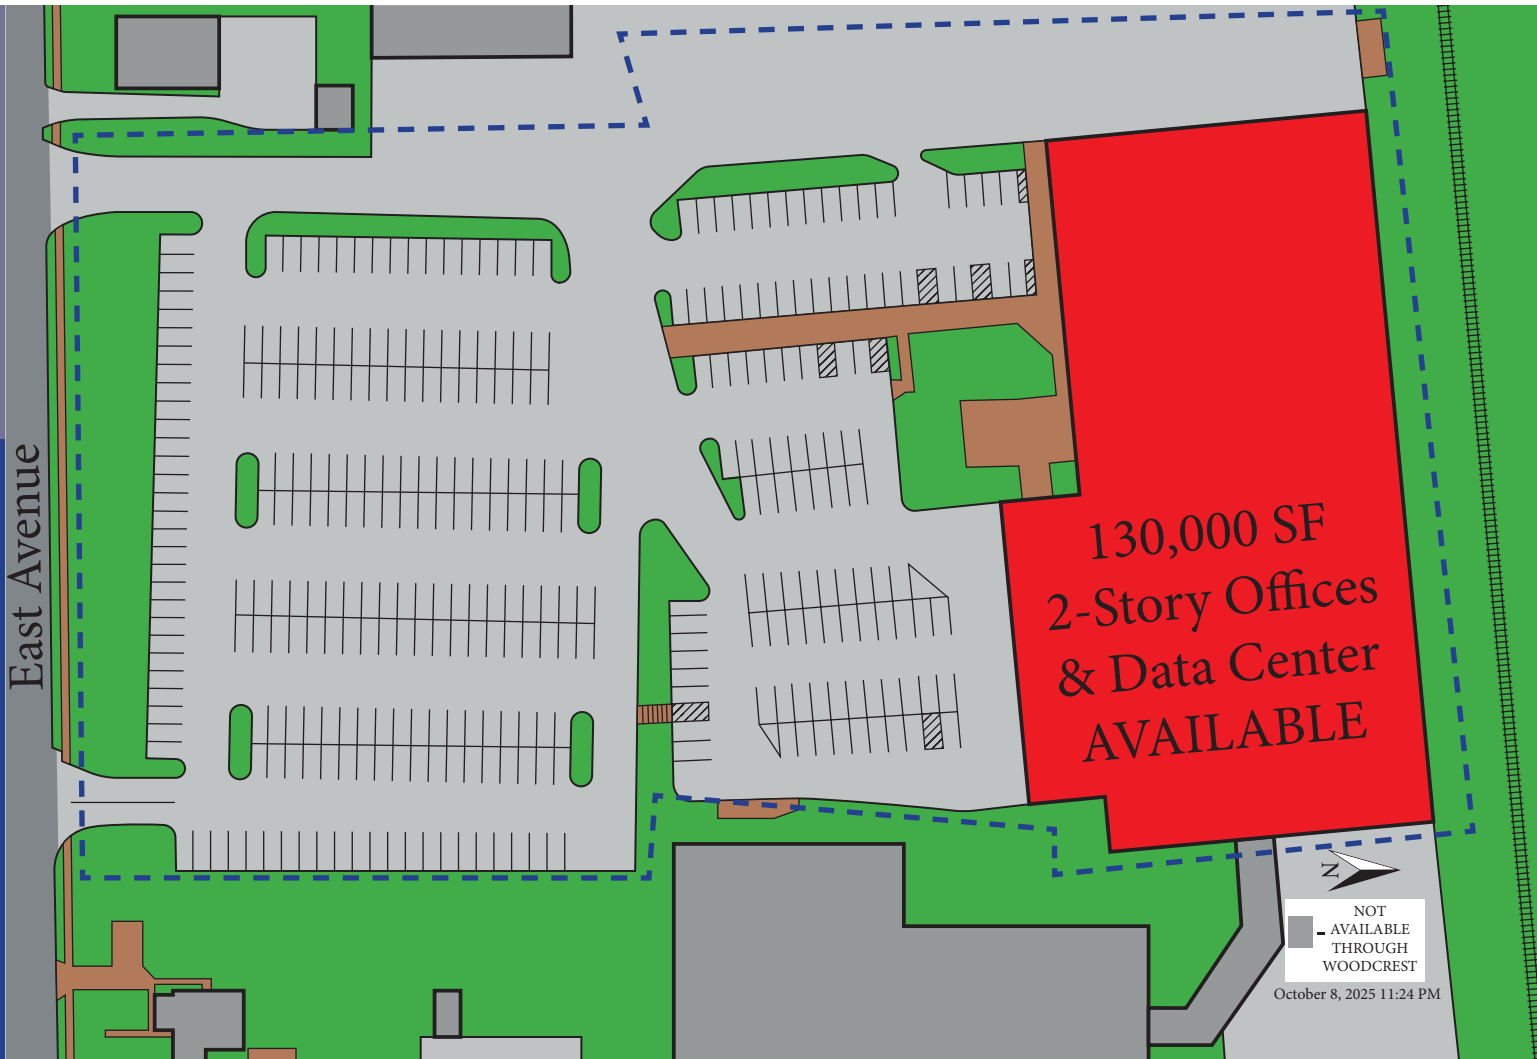 East Avenue
130,000 SF
2-Story Offices
& Data Center
AVAILABLE
N
NOT
AVAILABLE
THROUGH
WOODCREST
October 8, 2025 11:24 PM